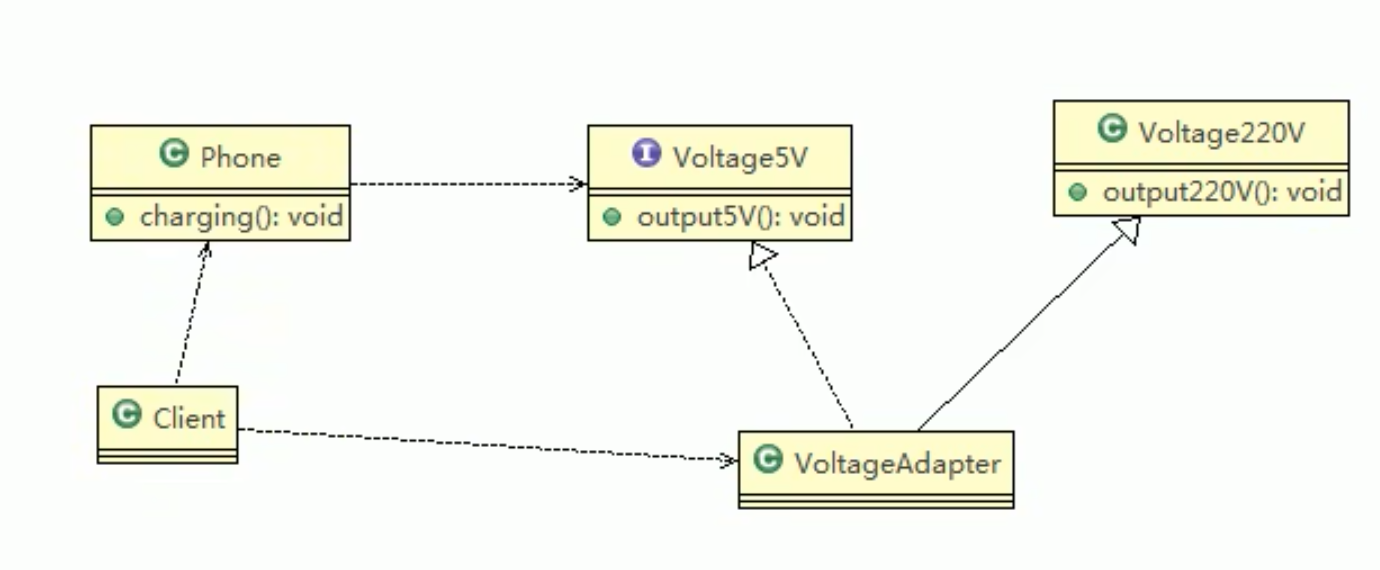 C Phone
charging(): void
I Voltage5V
output5V(): void
C Voltage220V
output220V(): void
C Client
C VoltageAdapter